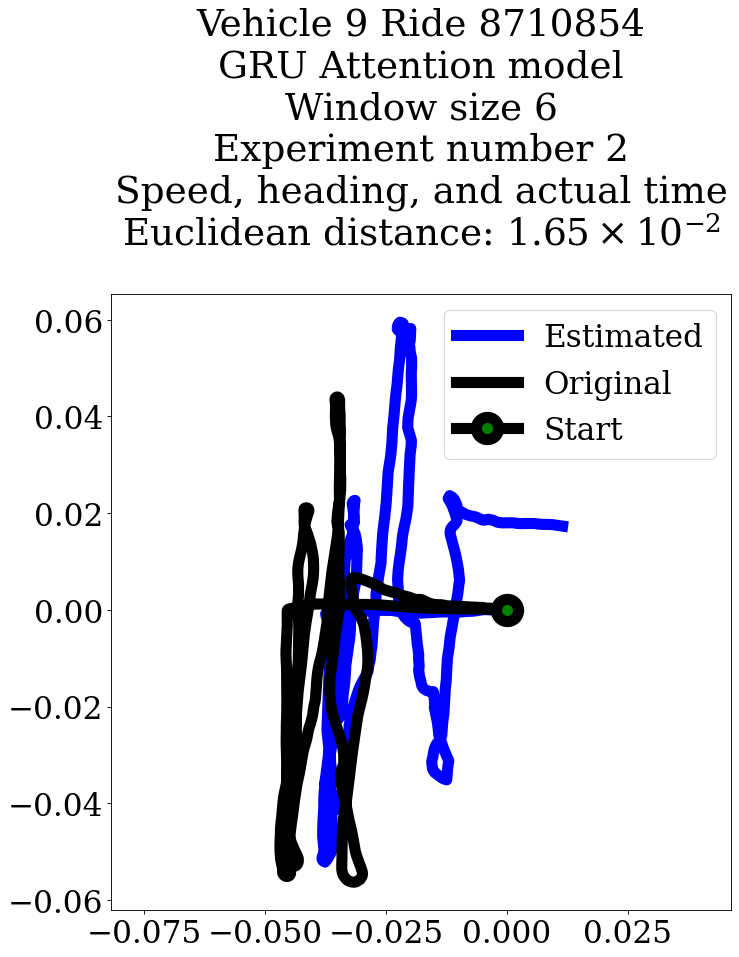 Vehicle 9 Ride 8710854
GRU Attention model
Window size 6
Experiment number 2
Speed, heading, and actual time
Euclidean distance: 1.65 × 10⁻²
Estimated
Original
Start
0.06
0.04
0.02
0.00
−0.02
−0.04
−0.06
−0.075 −0.050 −0.025 0.000 0.025